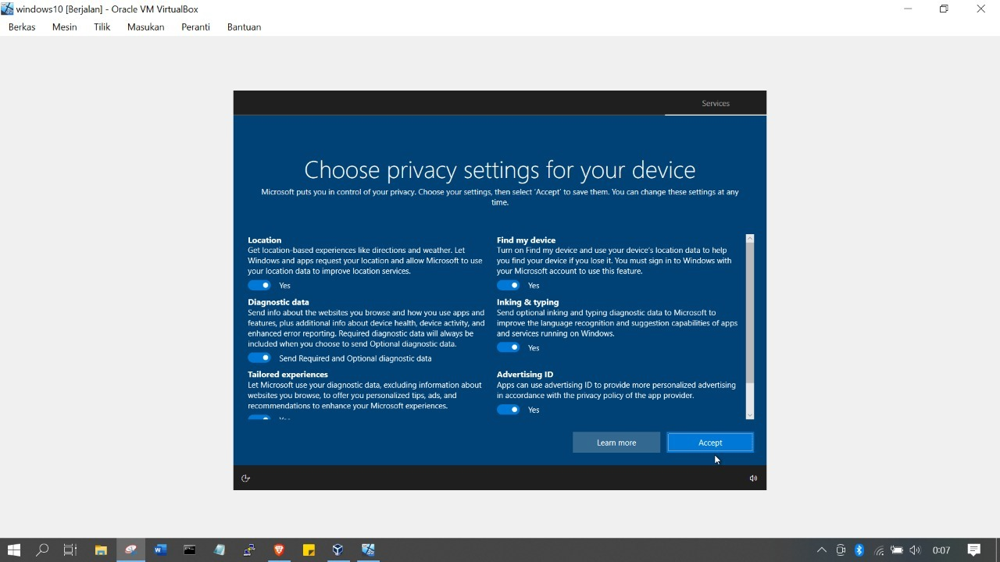 windows10 [Berjalan] - Oracle VM VirtualBox
Berkas Mesin Tilik Masukan Peranti Bantuan
Services
Choose privacy settings for your device
Microsoft puts you in control of your privacy. Choose your settings, then select 'Accept' to save them. You can change these settings at any
time.
Location
Get location-based experiences like directions and weather. Let
Windows and apps request your location and allow Microsoft to use
your location data to improve location services.
Yes
Find my device
Turn on Find my device and use your device's location data to help
you find your device if you lose it. You must sign in to Windows with
your Microsoft account to use this feature.
Yes
Diagnostic data
Send info about the websites you browse and how you use apps and
features, plus additional info about device health, device activity, and
enhanced error reporting. Required diagnostic data will always be
included when you choose to send Optional diagnostic data.
Send Required and Optional diagnostic data
Inking & typing
Send optional inking and typing diagnostic data to Microsoft to
improve the language recognition and suggestion capabilities of apps
and services running on Windows.
Yes
Tailored experiences
Let Microsoft use your diagnostic data, excluding information about
websites you browse, to offer you personalized tips, ads, and
recommendations to enhance your Microsoft experiences.
Advertising ID
Apps can use advertising ID to provide more personalized advertising
in accordance with the privacy policy of the app provider.
Yes
Learn more
Accept
0:07